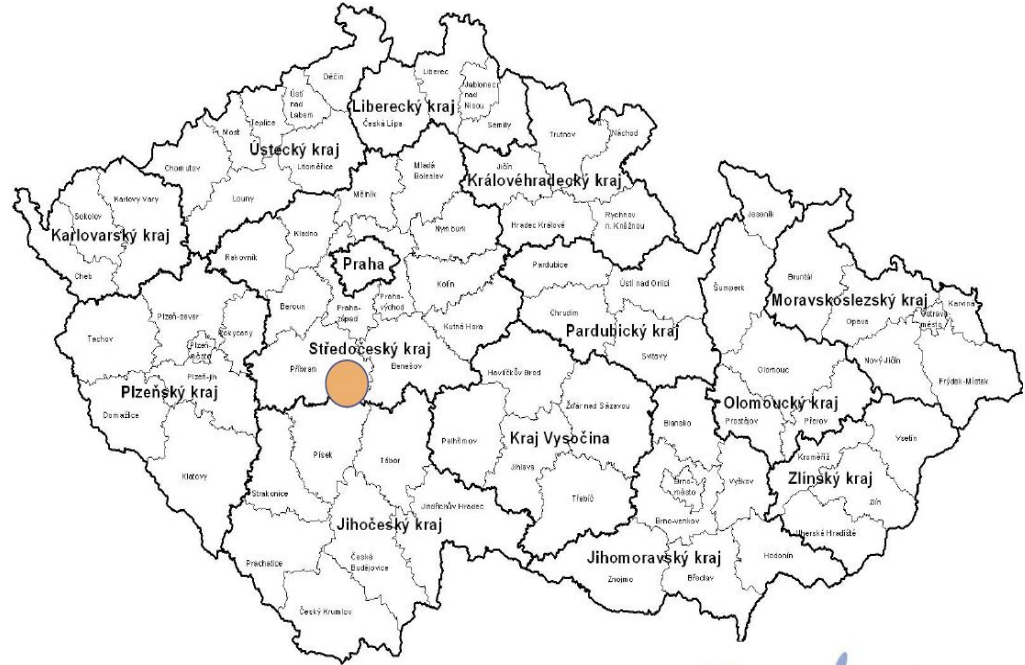 Děčín
Liberec
Ústí
nad
Labem
Jablonec
nad
Nisou
Liberecký kraj
Teplice
Česká Lípa
Semily
Most
Trutnov
Náchod
Ústecký kraj
Chomutov
Litoměřice
Mladá
Boleslav
Jičín
Královéhradecký kraj
Karlovy Vary
Louny
Mělník
Sokolov
Hradec Králové
Rychnov
n. Kněžnou
Jeseník
Karlovarský kraj
Kladno
Nymburk
Rakovník
Praha
Cheb
Pardubice
Bruntál
Kolín
Ústí nad Orlicí
Šumperk
Moravskoslezský kraj
Karviná
Beroun
Praha-
západ
Praha-
východ
Chrudim
Ostrava-
město
Opava
Plzeň-sever
Rokycany
Kutná Hora
Pardubický kraj
Tachov
Plzeň-
město
Středočeský kraj
Svitavy
Nový Jičín
Příbram
Benešov
Havlíčkův Brod
Olomouc
Plzeň-jih
Frýdek-Místek
Plzeňský kraj
Olomoucký kraj
Žďár nad Sázavou
Domažlice
Prostějov
Přerov
Blansko
Pelhřimov
Kraj Vysočina
Vsetín
Písek
Tábor
Kroměříž
Jihlava
Klatovy
Brno-
město
Vyškov
Zlínský kraj
Strakonice
Třebíč
Zlín
Jindřichův Hradec
Jihočeský kraj
Brno-venkov
Uherské Hradiště
Prachatice
České
Budějovice
Jihomoravský kraj
Hodonín
Znojmo
Břeclav
Český Krumlov